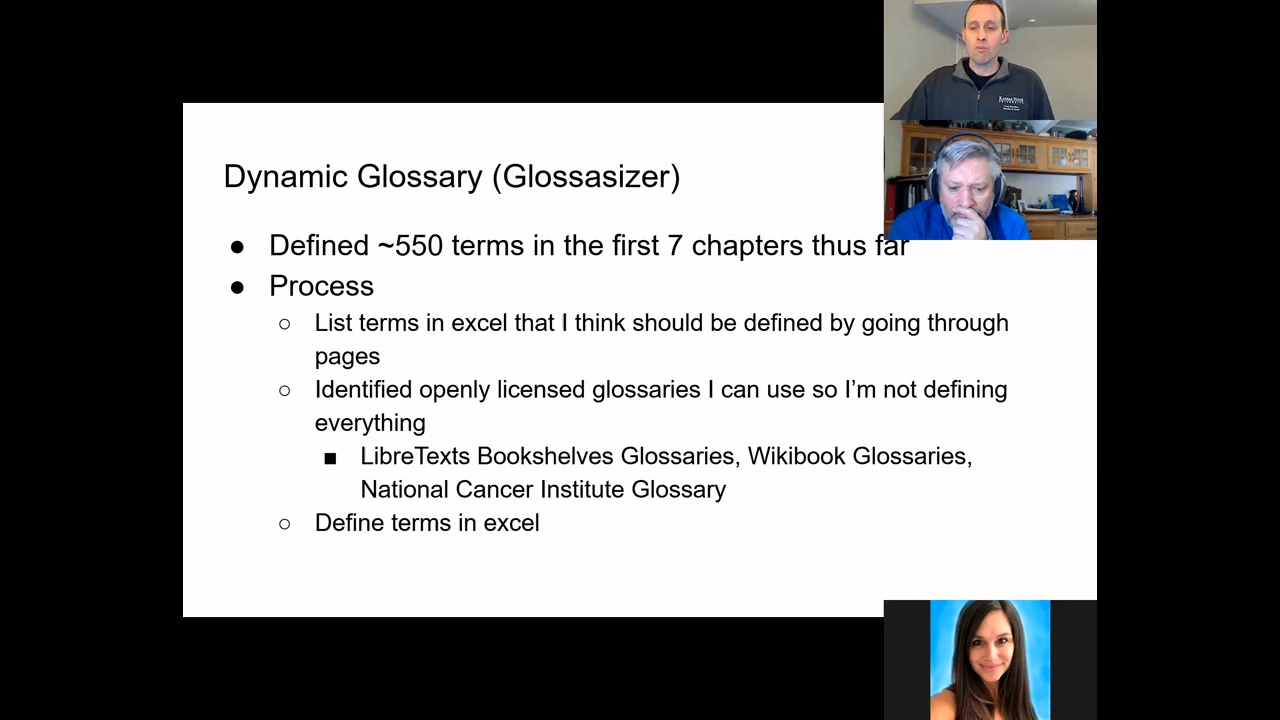 Dynamic Glossary (Glossasizer)
● Defined ~550 terms in the first 7 chapters thus far
● Process
○ List terms in excel that I think should be defined by going through
pages
○ Identified openly licensed glossaries I can use so I'm not defining
everything
■ LibreTexts Bookshelves Glossaries, Wikibook Glossaries,
National Cancer Institute Glossary
○ Define terms in excel